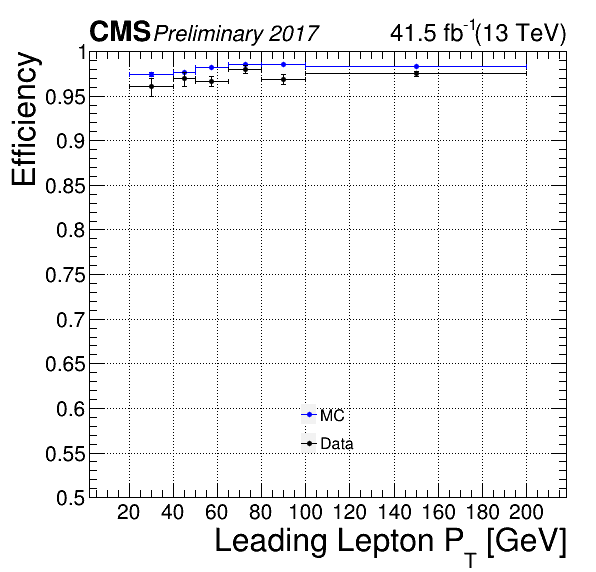 CMS Preliminary 2017 41.5 fb⁻¹(13 TeV)
Efficiency
1
0.95
0.9
0.85
0.8
0.75
0.7
0.65
0.6
0.55
0.5
MC
Data
20 40 60 80 100 120 140 160 180 200
Leading Lepton P_T [GeV]